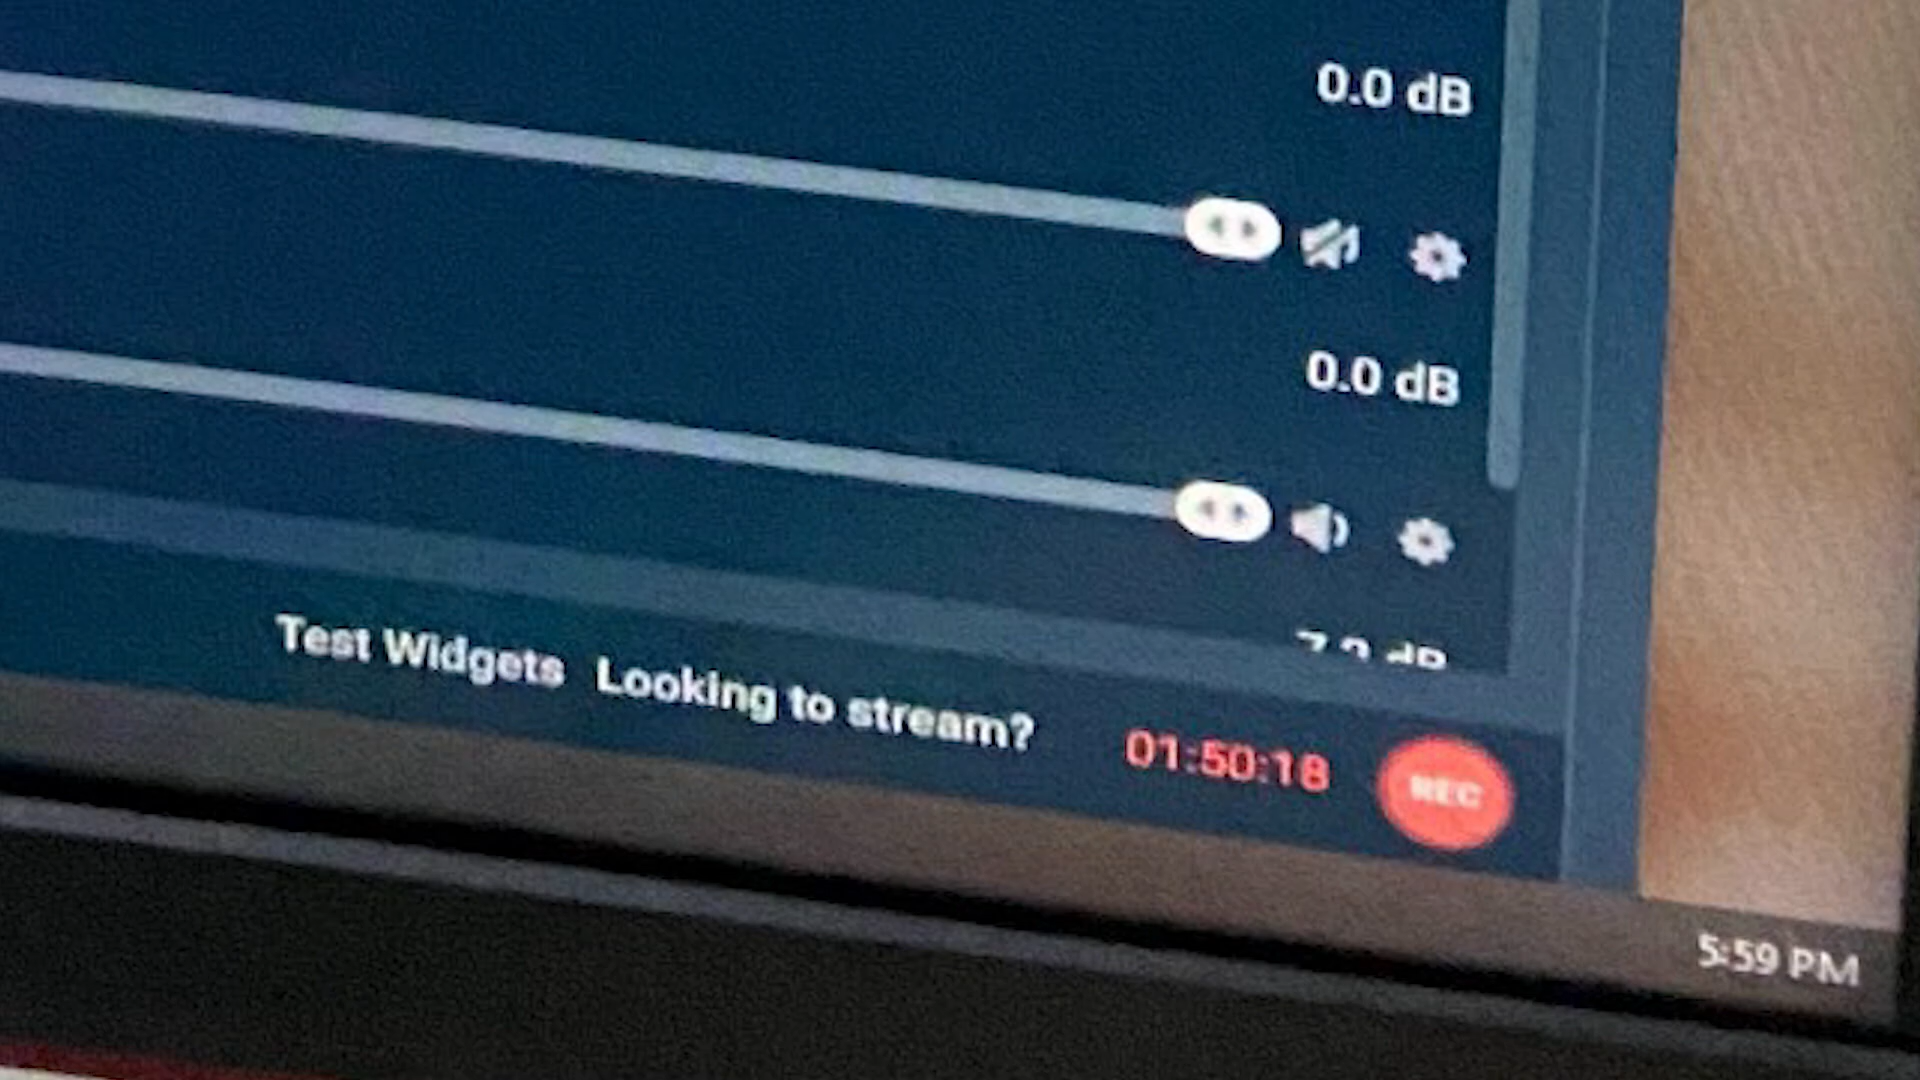 0.0 dB
0.0 dB
Test Widgets Looking to stream? 01:50:18 REC
5:59 PM